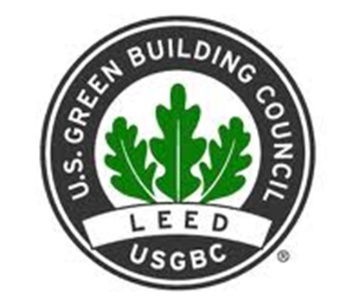 U.S. GREEN BUILDING COUNCIL
LEED
USGBC
®